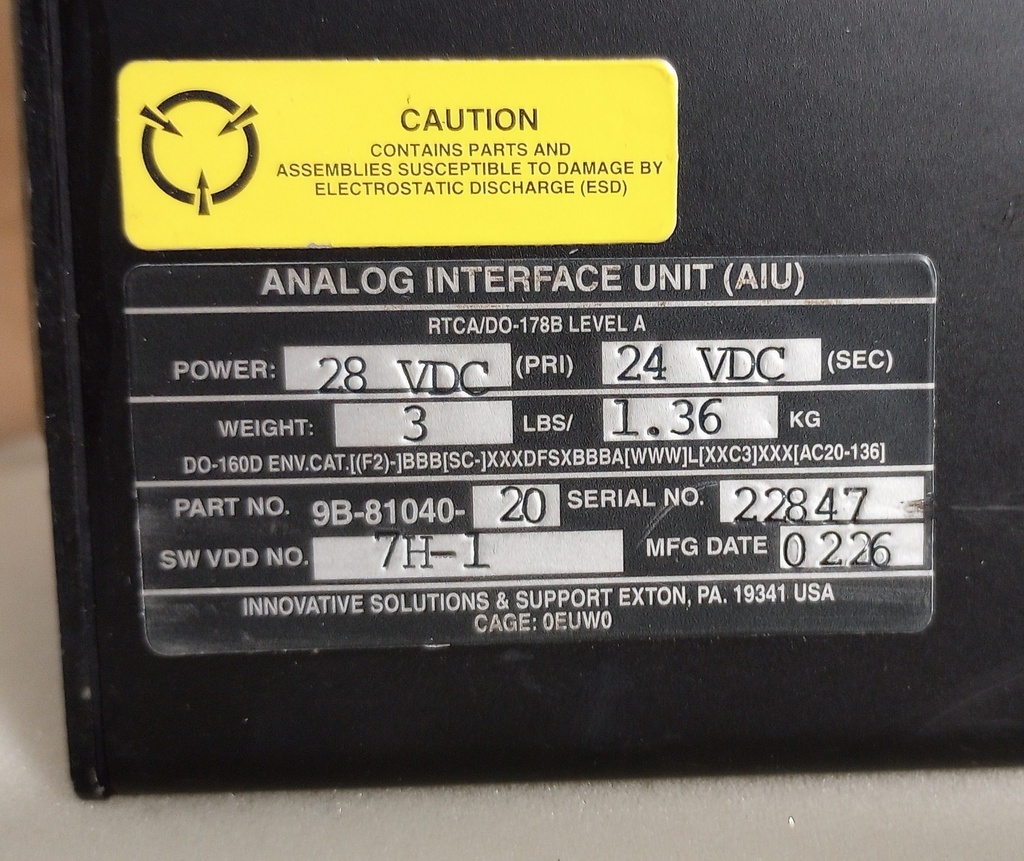 CAUTION
CONTAINS PARTS AND
ASSEMBLIES SUSCEPTIBLE TO DAMAGE BY
ELECTROSTATIC DISCHARGE (ESD)
ANALOG INTERFACE UNIT (AIU)
RTCA/DO-178B LEVEL A
POWER: 28 VDC (PRI) 24 VDC (SEC)
WEIGHT: 3 LBS/ 1.36 KG
DO-160D ENV.CAT.[(F2)-]BBB[SC-]XXXDFSXBBBA[WWW]L[XXC3]XXX[AC20-136]
PART NO. 9B-81040- 20 SERIAL NO. 22847
SW VDD NO. 7H-1 MFG DATE 0226
INNOVATIVE SOLUTIONS & SUPPORT EXTON, PA. 19341 USA
CAGE: 0EUW0